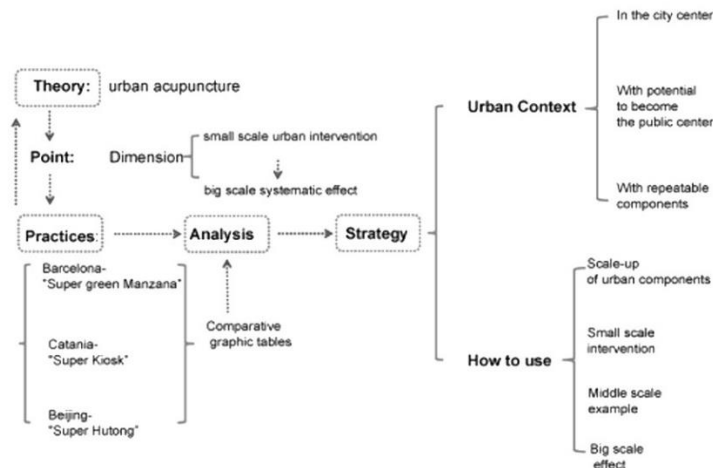 Theory: urban acupuncture
Point: Dimension
small scale urban intervention
big scale systematic effect
Practices:
Analysis
Strategy
Barcelona-
"Super green Manzana"
Catania-
"Super Kiosk"
Beijing-
"Super Hutong"
Comparative
graphic tables
Urban Context
In the city center
With potential
to become
the public center
With repeatable
components
How to use
Scale-up
of urban components
Small scale
intervention
Middle scale
example
Big scale
effect